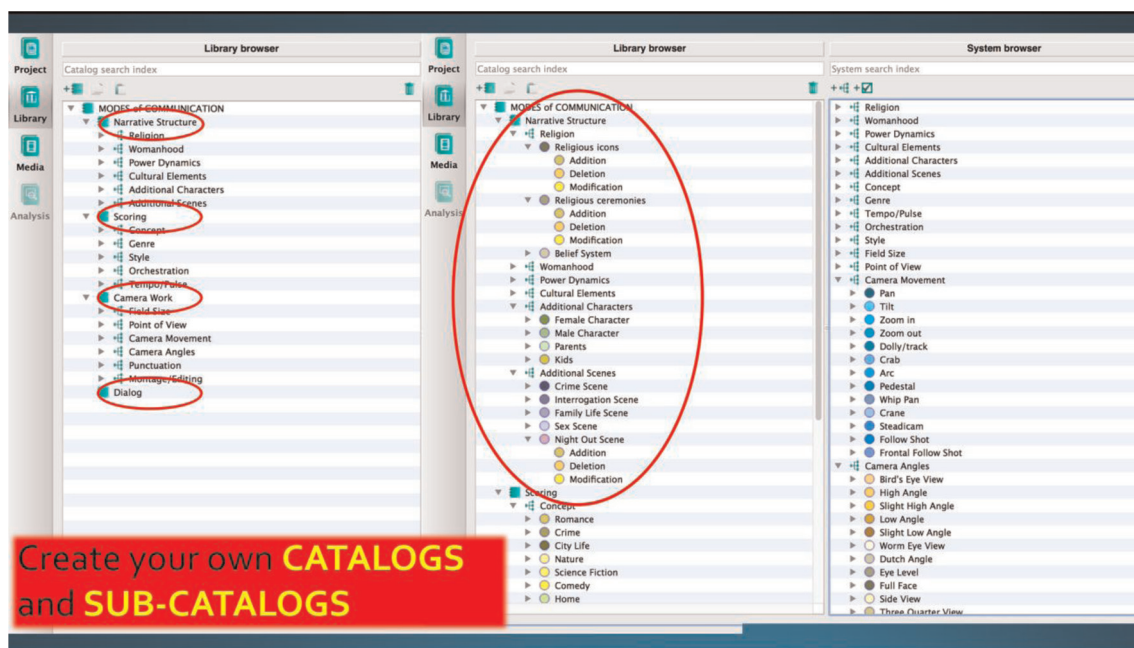 Project
Library
Media
Analysis
Library browser
Catalog search index
MODES of COMMUNICATION
Narrative Structure
Religion
Womanhood
Power Dynamics
Cultural Elements
Additional Characters
Additional Scenes
Scoring
Concept
Genre
Style
Orchestration
Tempo/Pulse
Camera Work
Field Size
Point of View
Camera Movement
Camera Angles
Punctuation
Montage/Editing
Dialog
Project
Library
Media
Analysis
Library browser
Catalog search index
MODES of COMMUNICATION
Narrative Structure
Religion
Religious icons
Addition
Deletion
Modification
Religious ceremonies
Addition
Deletion
Modification
Belief System
Womanhood
Power Dynamics
Cultural Elements
Additional Characters
Female Character
Male Character
Parents
Kids
Additional Scenes
Crime Scene
Interrogation Scene
Family Life Scene
Sex Scene
Night Out Scene
Addition
Deletion
Modification
Scoring
Concept
Romance
Crime
City Life
Nature
Science Fiction
Comedy
Home
System browser
System search index
Religion
Womanhood
Power Dynamics
Cultural Elements
Additional Characters
Additional Scenes
Concept
Genre
Tempo/Pulse
Orchestration
Style
Field Size
Point of View
Camera Movement
Pan
Tilt
Zoom in
Zoom out
Dolly/track
Crab
Arc
Pedestal
Whip Pan
Crane
Steadicam
Follow Shot
Frontal Follow Shot
Camera Angles
Bird's Eye View
High Angle
Slight High Angle
Low Angle
Slight Low Angle
Worm Eye View
Dutch Angle
Eye Level
Full Face
Side View
Three Quarter View
Create your own CATALOGS
and SUB-CATALOGS